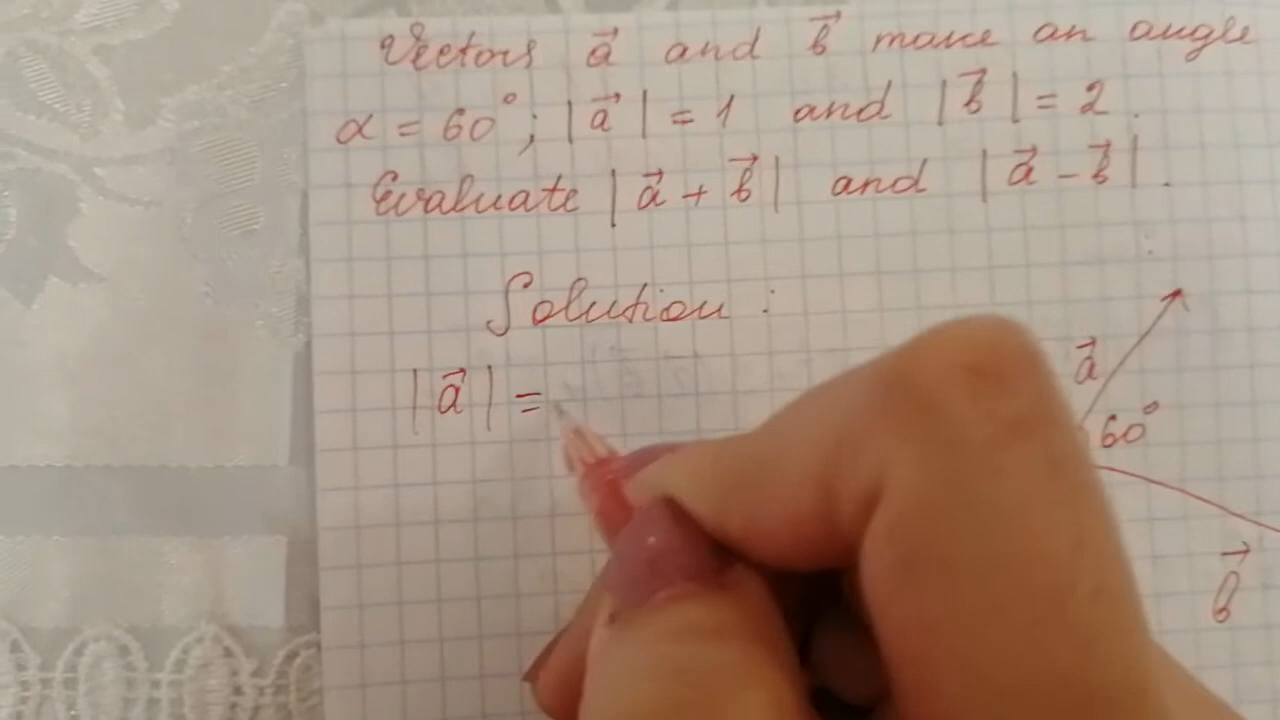 Vectors a⃗ and b⃗ make an angle
α = 60°; |a⃗| = 1 and |b⃗| = 2.
Evaluate |a⃗ + b⃗| and |a⃗ - b⃗|.
Solution:
|a⃗| =
a⃗
60°
b⃗